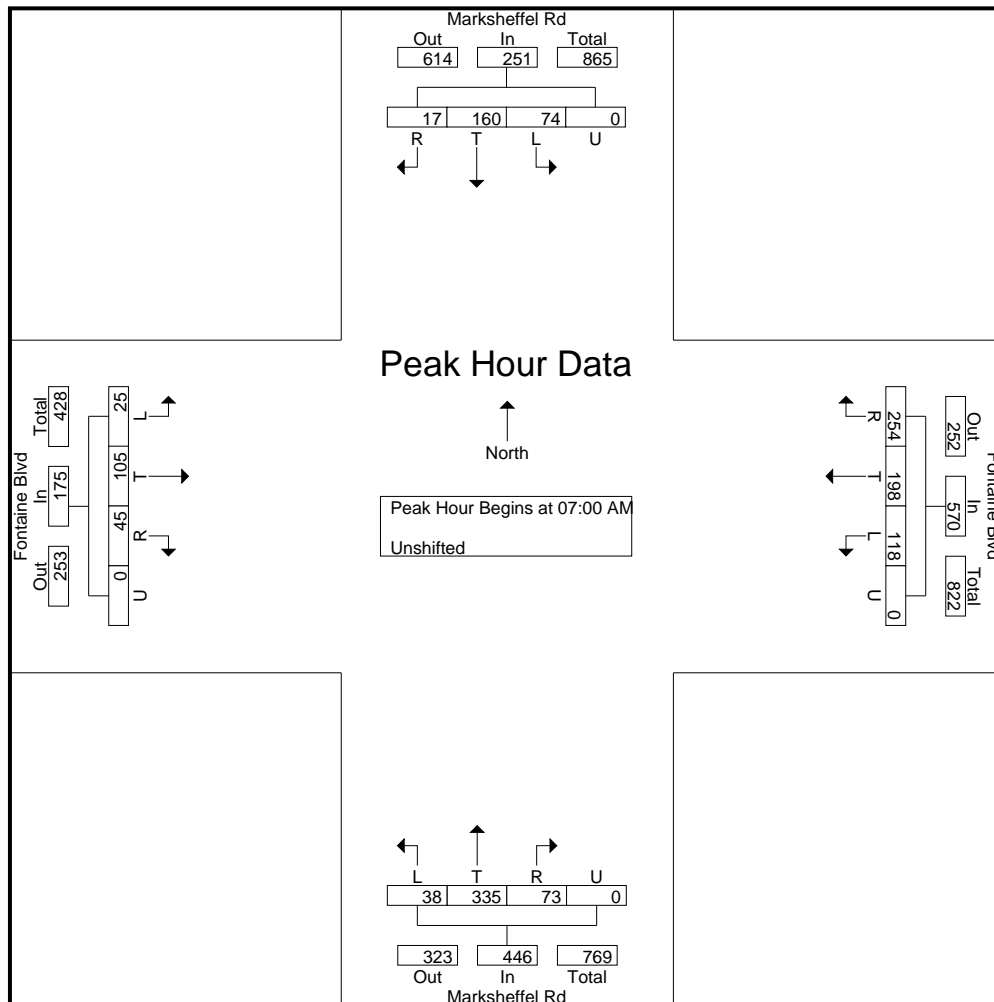 Marksheffel Rd
Out In Total
614 251 865
17 160 74 0
R T L U
Peak Hour Data
North
Peak Hour Begins at 07:00 AM
Unshifted
Fontaine Blvd
Total In Out
428 175 253
25 105 45 0
L T R U
R T L U
254 198 118 0
Out In Total
252 570 822
Fontaine Blvd
L T R U
38 335 73 0
323 446 769
Out In Total
Marksheffel Rd